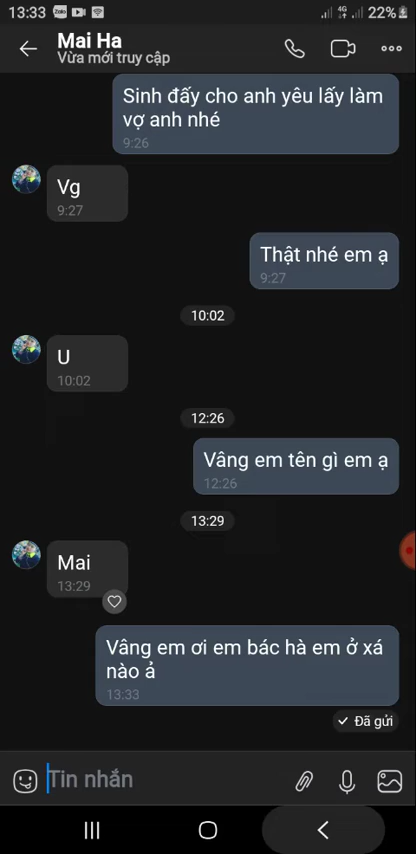 13:33 Zalo 4G 22%
Mai Ha
Vừa mới truy cập
Sinh đấy cho anh yêu lấy làm
vợ anh nhé
9:26
Vg
9:27
Thật nhé em ạ
9:27
10:02
U
10:02
12:26
Vâng em tên gì em ạ
12:26
13:29
Mai
13:29
Vâng em ơi em bác hà em ở xá
nào ả
13:33
Đã gửi
Tin nhắn